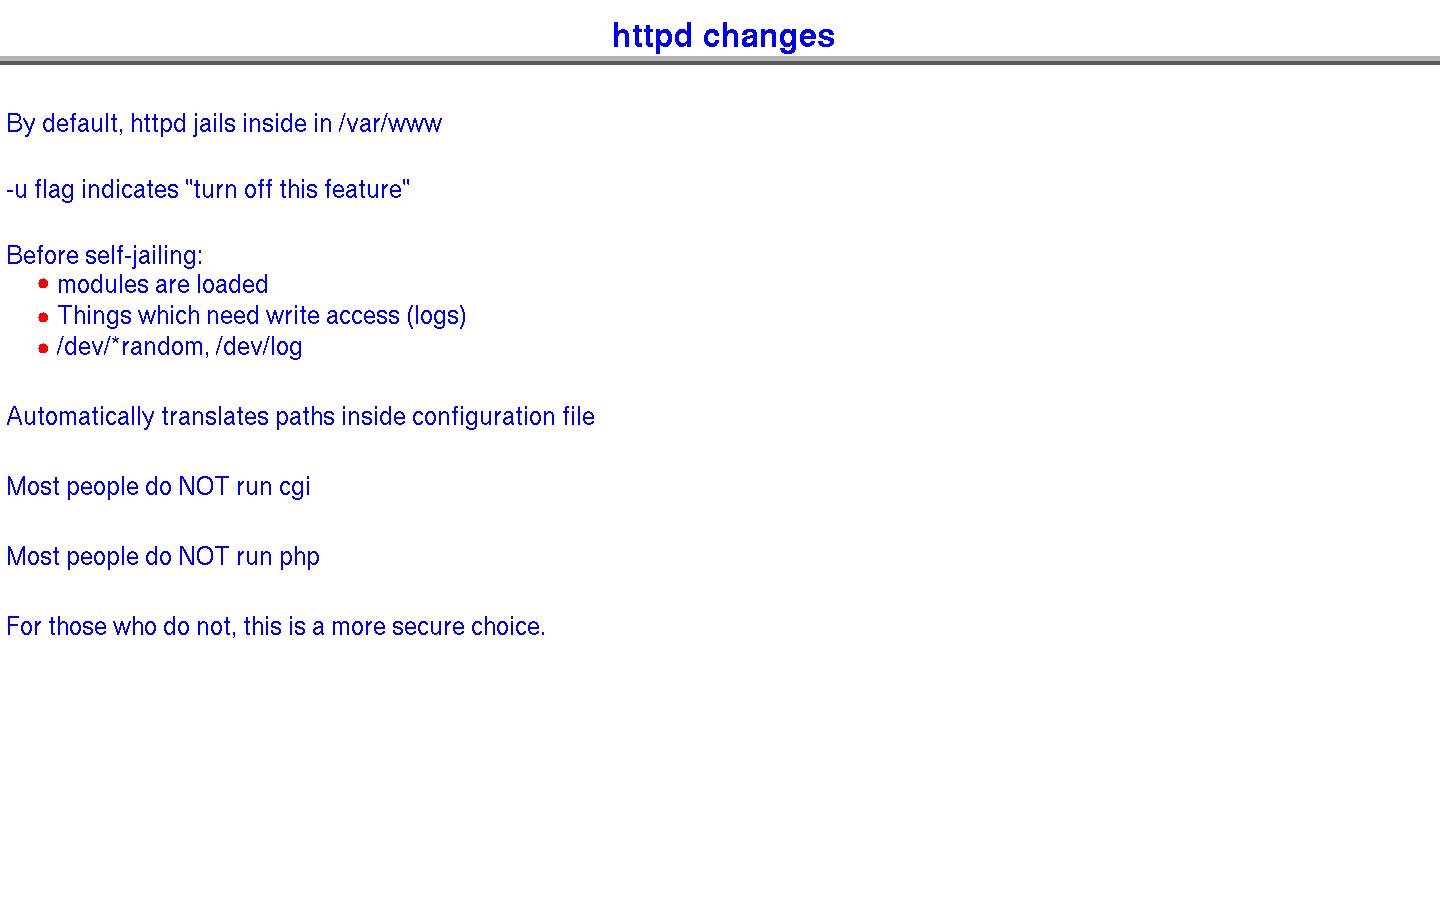 httpd changes
By default, httpd jails inside in /var/www
-u flag indicates "turn off this feature"
Before self-jailing:
modules are loaded
Things which need write access (logs)
/dev/*random, /dev/log
Automatically translates paths inside configuration file
Most people do NOT run cgi
Most people do NOT run php
For those who do not, this is a more secure choice.